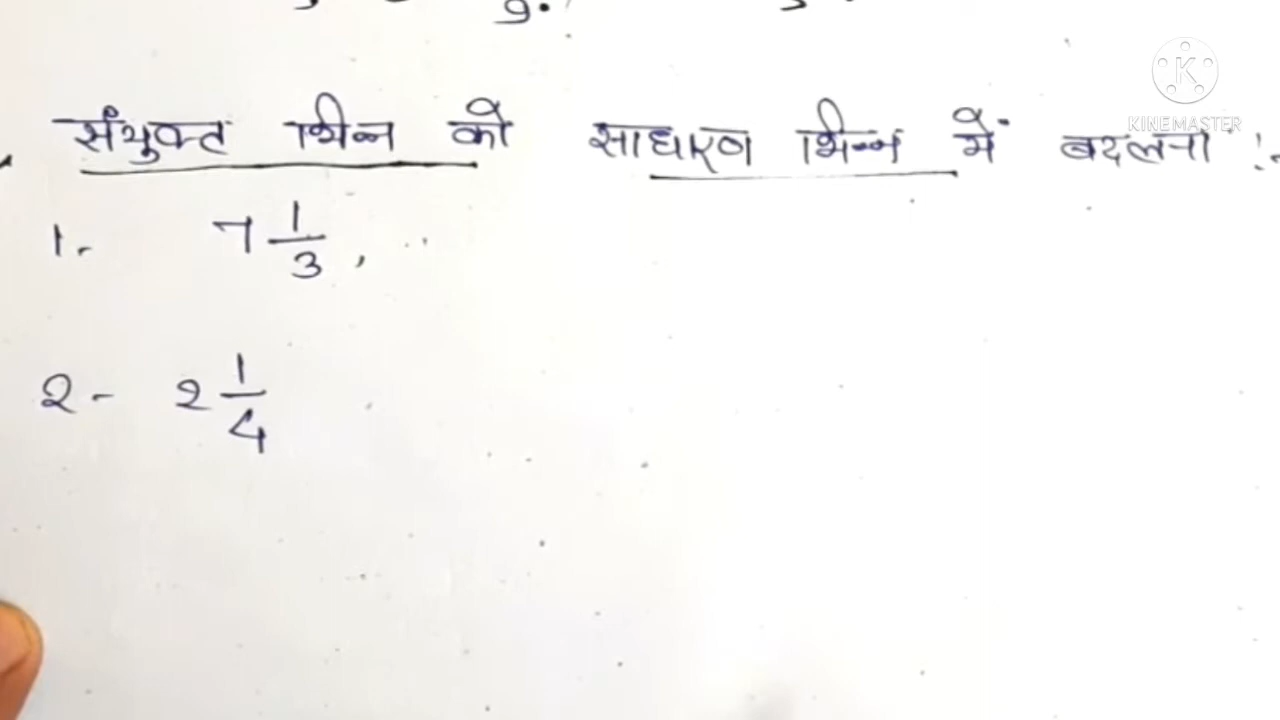 संयुक्त भिन्न को साधारण भिन्न में बदलना :-
1. 7 1/3,
2- 2 1/4
KINEMASTER